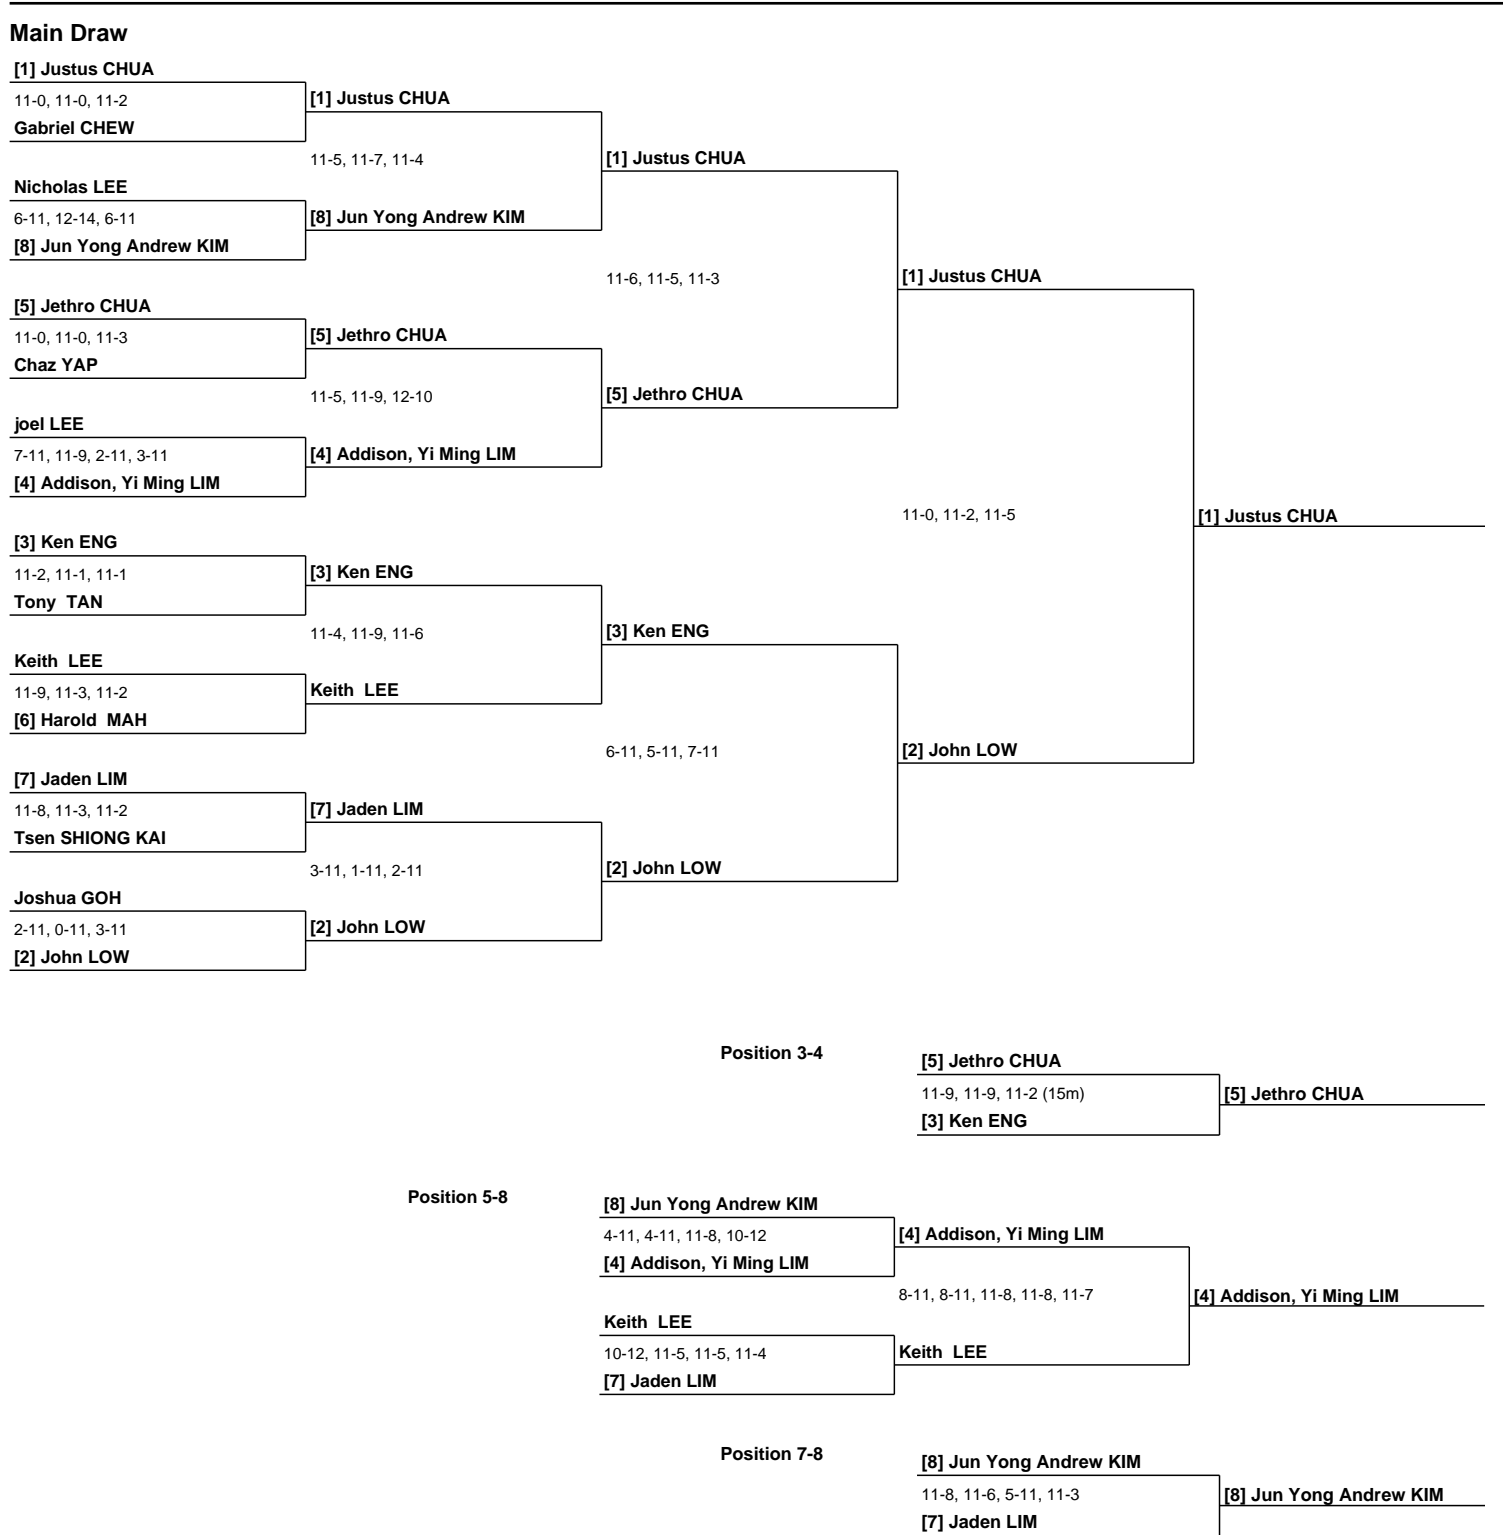 Main Draw
[1] Justus CHUA
11-0, 11-0, 11-2
Gabriel CHEW
Nicholas LEE
6-11, 12-14, 6-11
[8] Jun Yong Andrew KIM
[5] Jethro CHUA
11-0, 11-0, 11-3
Chaz YAP
joel LEE
7-11, 11-9, 2-11, 3-11
[4] Addison, Yi Ming LIM
[3] Ken ENG
11-2, 11-1, 11-1
Tony TAN
Keith LEE
11-9, 11-3, 11-2
[6] Harold MAH
[7] Jaden LIM
11-8, 11-3, 11-2
Tsen SHIONG KAI
Joshua GOH
2-11, 0-11, 3-11
[2] John LOW
[1] Justus CHUA
11-5, 11-7, 11-4
[8] Jun Yong Andrew KIM
[5] Jethro CHUA
11-5, 11-9, 12-10
[4] Addison, Yi Ming LIM
[3] Ken ENG
11-4, 11-9, 11-6
Keith LEE
[7] Jaden LIM
3-11, 1-11, 2-11
[2] John LOW
[1] Justus CHUA
11-6, 11-5, 11-3
[5] Jethro CHUA
[3] Ken ENG
6-11, 5-11, 7-11
[2] John LOW
[1] Justus CHUA
11-0, 11-2, 11-5
[2] John LOW
[1] Justus CHUA
Position 3-4
[5] Jethro CHUA
11-9, 11-9, 11-2 (15m)
[3] Ken ENG
[5] Jethro CHUA
Position 5-8
[8] Jun Yong Andrew KIM
4-11, 4-11, 11-8, 10-12
[4] Addison, Yi Ming LIM
Keith LEE
10-12, 11-5, 11-5, 11-4
[7] Jaden LIM
[4] Addison, Yi Ming LIM
8-11, 8-11, 11-8, 11-8, 11-7
Keith LEE
[4] Addison, Yi Ming LIM
Position 7-8
[8] Jun Yong Andrew KIM
11-8, 11-6, 5-11, 11-3
[7] Jaden LIM
[8] Jun Yong Andrew KIM